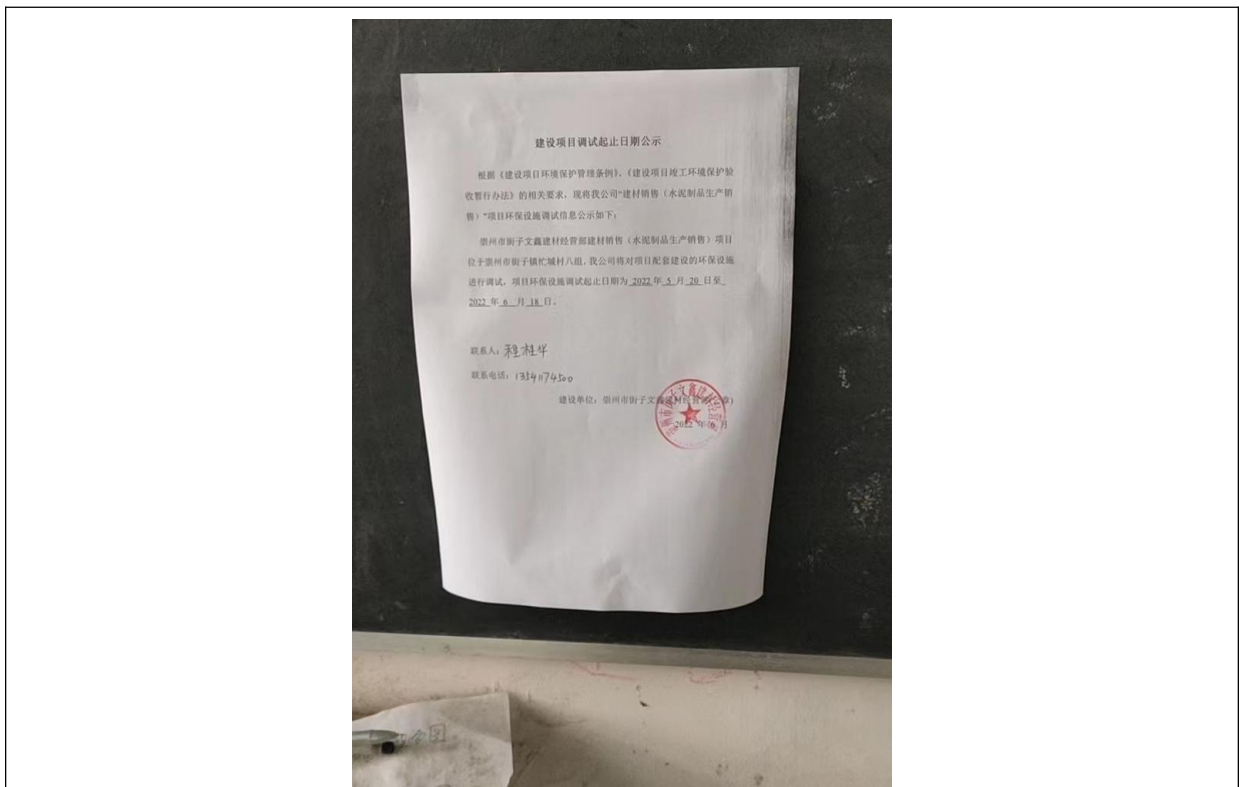 建设项目调试起止日期公示
根据《建设项目环境保护管理条例》、《建设项目竣工环境保护验
收暂行办法》的相关要求，现将我公司“建材销售（水泥制品生产销
售）”项目环保设施调试信息公示如下：
崇州市街子文鑫建材经营部建材销售（水泥制品生产销售）项目
位于崇州市街子镇忙城村八组，我公司将对项目配套建设的环保设施
进行调试，项目环保设施调试起止日期为 2022 年 5 月 20 日至
2022 年 6 月 18 日。
联系人：程桂华
联系电话：13541174500
建设单位：崇州市街子文鑫建材经营部(公章)
2022 年 6 月